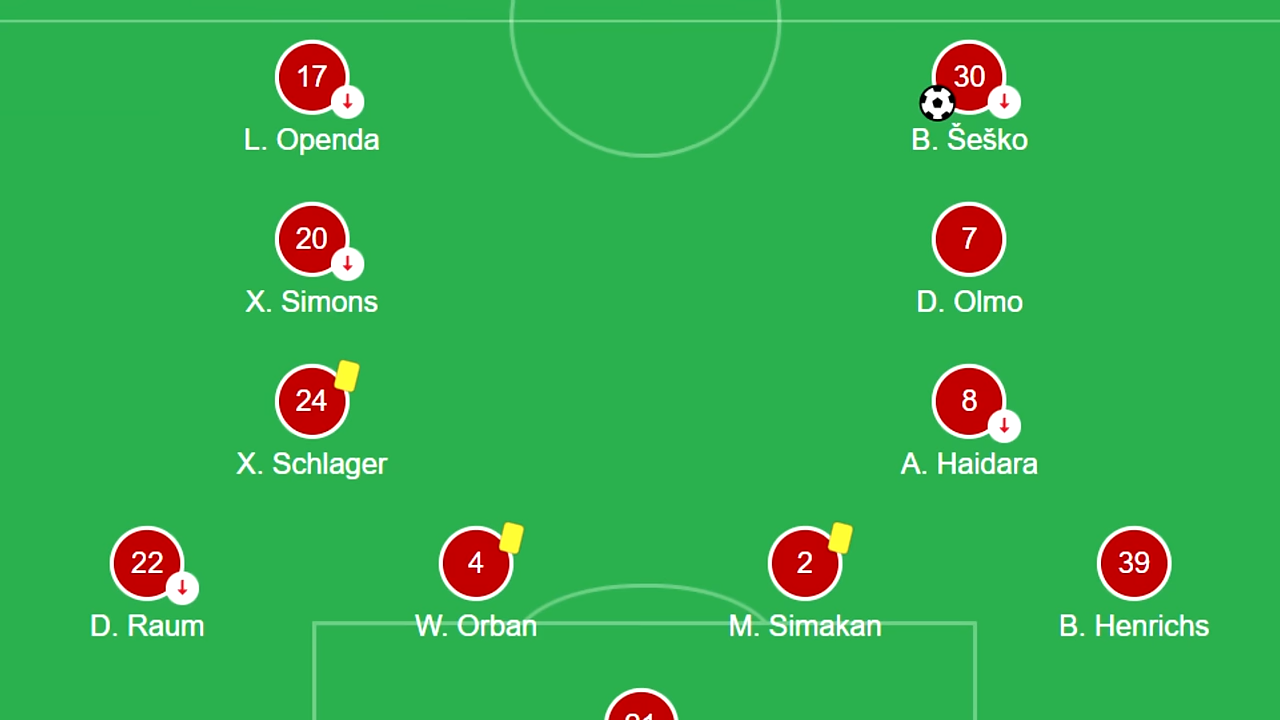 17
30
L. Openda
B. Šeško
20
7
X. Simons
D. Olmo
24
8
X. Schlager
A. Haidara
22
4
2
39
D. Raum
W. Orban
M. Simakan
B. Henrichs